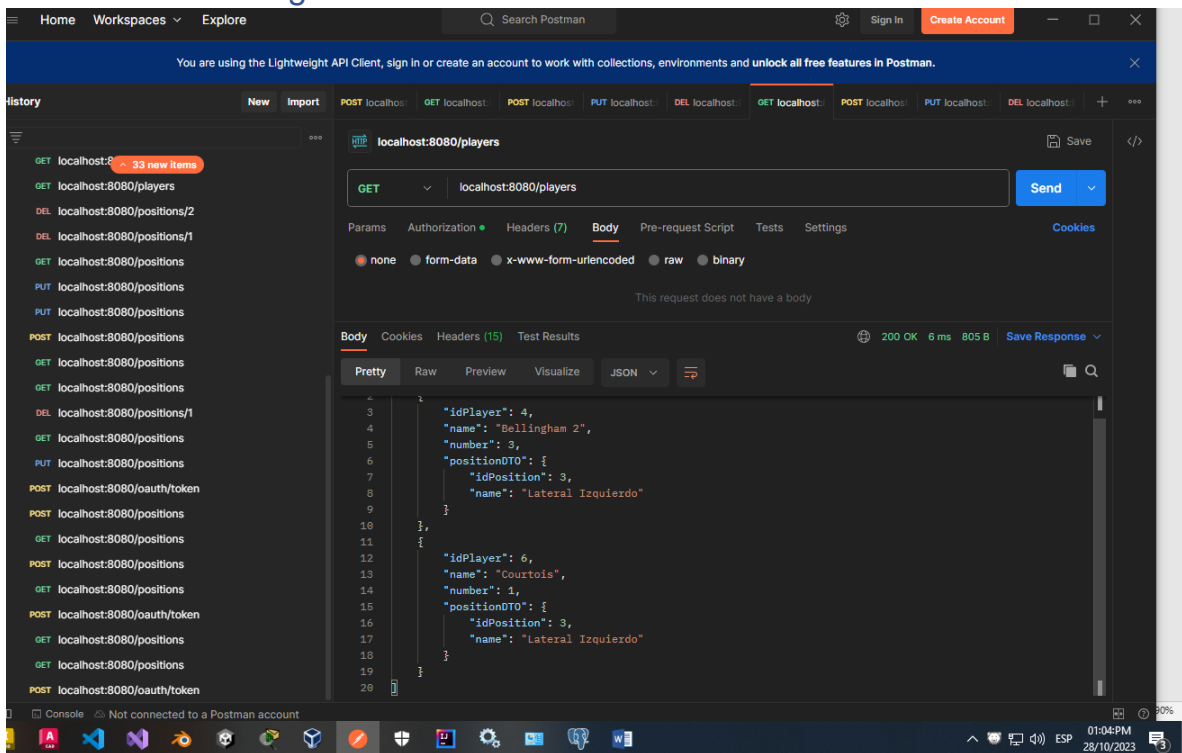 Home Workspaces Explore Search Postman Sign In Create Account
You are using the Lightweight API Client, sign in or create an account to work with collections, environments and unlock all free features in Postman.
History New Import POST localhos GET localhost: POST localhos PUT localhost: DEL localhost: GET localhost: POST localhos PUT localhost: DEL localhost:
HTTP localhost:8080/players Save
GET localhost:8
33 new items
GET localhost:8080/players
DEL localhost:8080/positions/2
DEL localhost:8080/positions/1
GET localhost:8080/positions
PUT localhost:8080/positions
PUT localhost:8080/positions
POST localhost:8080/positions
GET localhost:8080/positions
GET localhost:8080/positions
DEL localhost:8080/positions/1
GET localhost:8080/positions
PUT localhost:8080/positions
POST localhost:8080/oauth/token
POST localhost:8080/positions
GET localhost:8080/positions
POST localhost:8080/positions
GET localhost:8080/positions
POST localhost:8080/oauth/token
GET localhost:8080/positions
GET localhost:8080/positions
POST localhost:8080/oauth/token
GET localhost:8080/players Send
Params Authorization Headers (7) Body Pre-request Script Tests Settings Cookies
none form-data x-www-form-urlencoded raw binary
This request does not have a body
Body Cookies Headers (15) Test Results 200 OK 6 ms 805 B Save Response
Pretty Raw Preview Visualize JSON
2 {
3 "idPlayer": 4,
4 "name": "Bellingham 2",
5 "number": 3,
6 "positionDTO": {
7 "idPosition": 3,
8 "name": "Lateral Izquierdo"
9 }
10 },
11 {
12 "idPlayer": 6,
13 "name": "Courtois",
14 "number": 1,
15 "positionDTO": {
16 "idPosition": 3,
17 "name": "Lateral Izquierdo"
18 }
19 }
20 ]
Console Not connected to a Postman account
90%
ESP 01:04PM
28/10/2023